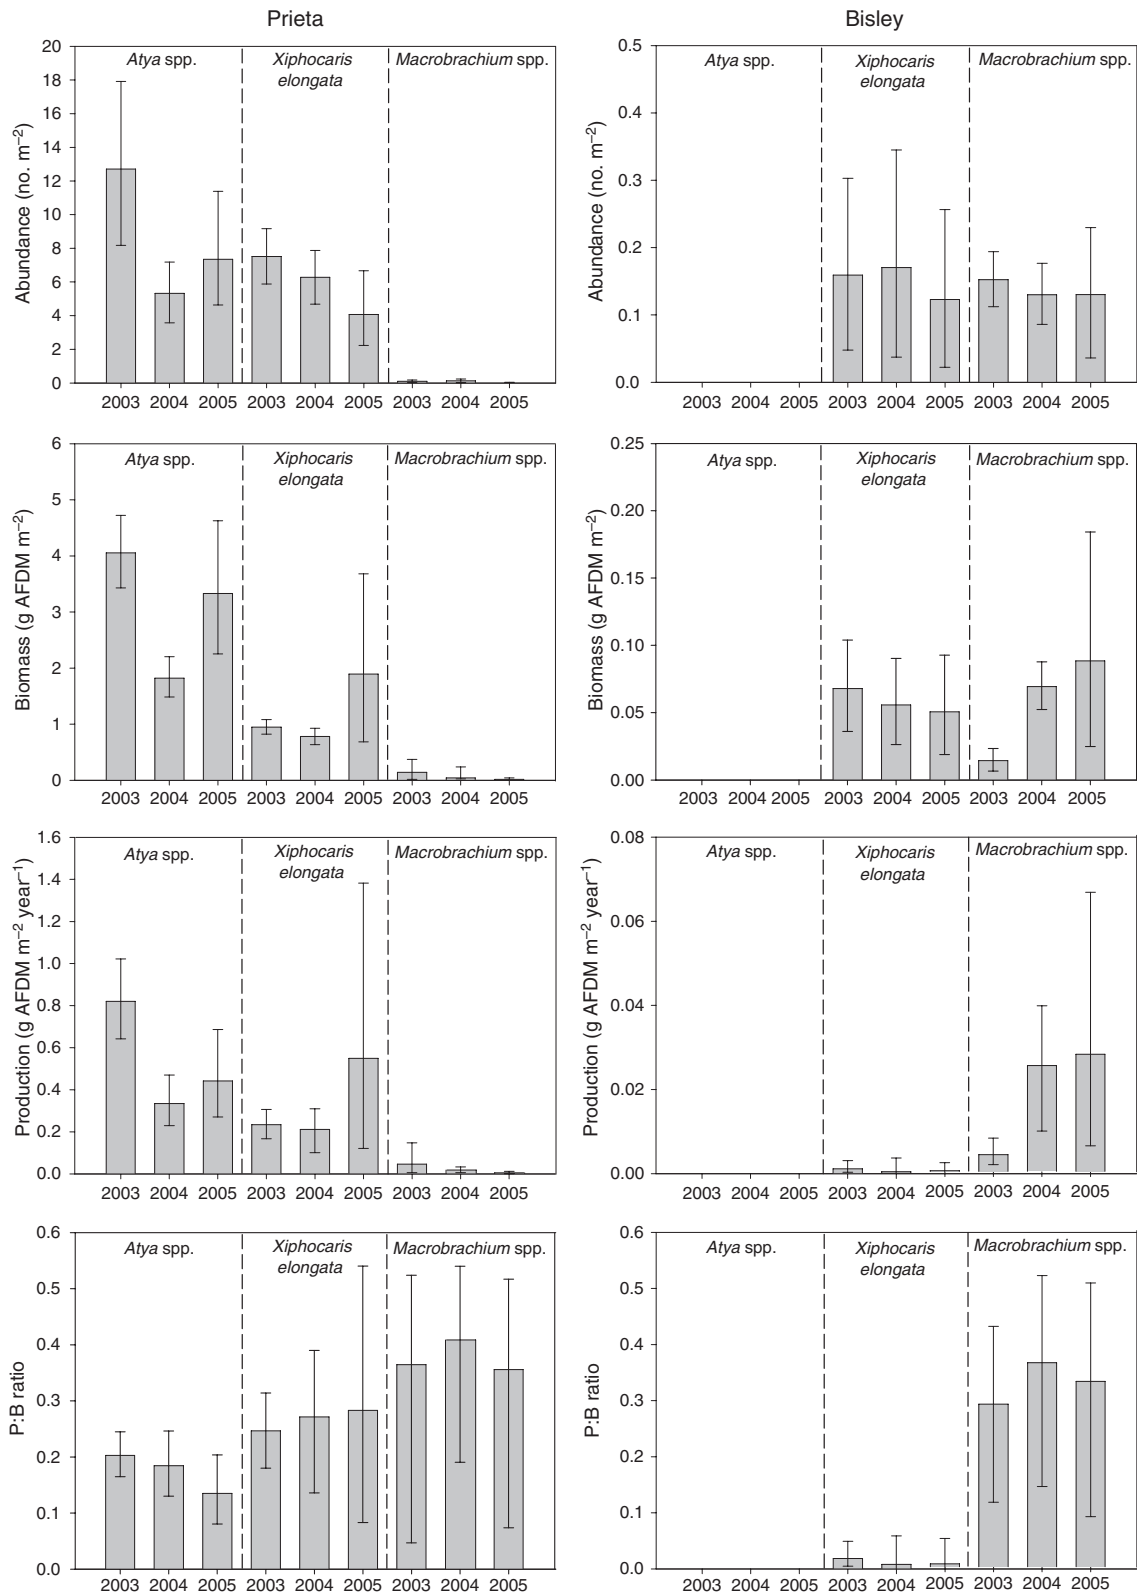 Prieta
Bisley
Abundance (no. m⁻²)
20
18
16
14
12
10
8
6
4
2
0
Atya spp.
Xiphocaris
elongata
Macrobrachium spp.
2003 2004 2005 2003 2004 2005 2003 2004 2005
Abundance (no. m⁻²)
0.5
0.4
0.3
0.2
0.1
0.0
Atya spp.
Xiphocaris
elongata
Macrobrachium spp.
2003 2004 2005 2003 2004 2005 2003 2004 2005
Biomass (g AFDM m⁻²)
6
5
4
3
2
1
0
Atya spp.
Xiphocaris
elongata
Macrobrachium spp.
2003 2004 2005 2003 2004 2005 2003 2004 2005
Biomass (g AFDM m⁻²)
0.25
0.20
0.15
0.10
0.05
0.00
Atya spp.
Xiphocaris
elongata
Macrobrachium spp.
2003 2004 2005 2003 2004 2005 2003 2004 2005
Production (g AFDM m⁻² year⁻¹)
1.6
1.4
1.2
1.0
0.8
0.6
0.4
0.2
0.0
Atya spp.
Xiphocaris
elongata
Macrobrachium spp.
2003 2004 2005 2003 2004 2005 2003 2004 2005
Production (g AFDM m⁻² year⁻¹)
0.08
0.06
0.04
0.02
0.00
Atya spp.
Xiphocaris
elongata
Macrobrachium spp.
2003 2004 2005 2003 2004 2005 2003 2004 2005
P:B ratio
0.6
0.5
0.4
0.3
0.2
0.1
0.0
Atya spp.
Xiphocaris
elongata
Macrobrachium spp.
2003 2004 2005 2003 2004 2005 2003 2004 2005
P:B ratio
0.6
0.5
0.4
0.3
0.2
0.1
0.0
Atya spp.
Xiphocaris
elongata
Macrobrachium spp.
2003 2004 2005 2003 2004 2005 2003 2004 2005